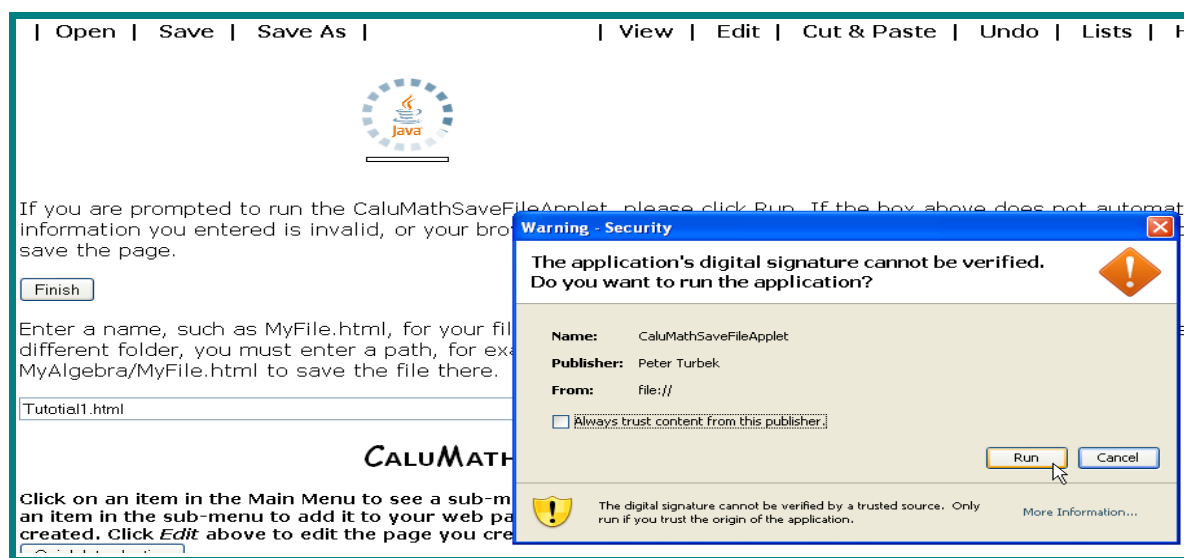 | Open | Save | Save As | | View | Edit | Cut & Paste | Undo | Lists |
Java
If you are prompted to run the CaluMathSaveFileApplet, please click Run. If the box above does not automat
information you entered is invalid, or your bro
save the page.
Finish
Enter a name, such as MyFile.html, for your fil
different folder, you must enter a path, for exa
MyAlgebra/MyFile.html to save the file there.
Tutotial1.html
CALUMATH
Click on an item in the Main Menu to see a sub-m
an item in the sub-menu to add it to your web pa
created. Click Edit above to edit the page you cre
Warning - Security
The application's digital signature cannot be verified.
Do you want to run the application?
Name: CaluMathSaveFileApplet
Publisher: Peter Turbek
From: file://
Always trust content from this publisher.
Run Cancel
The digital signature cannot be verified by a trusted source. Only
run if you trust the origin of the application.
More Information...